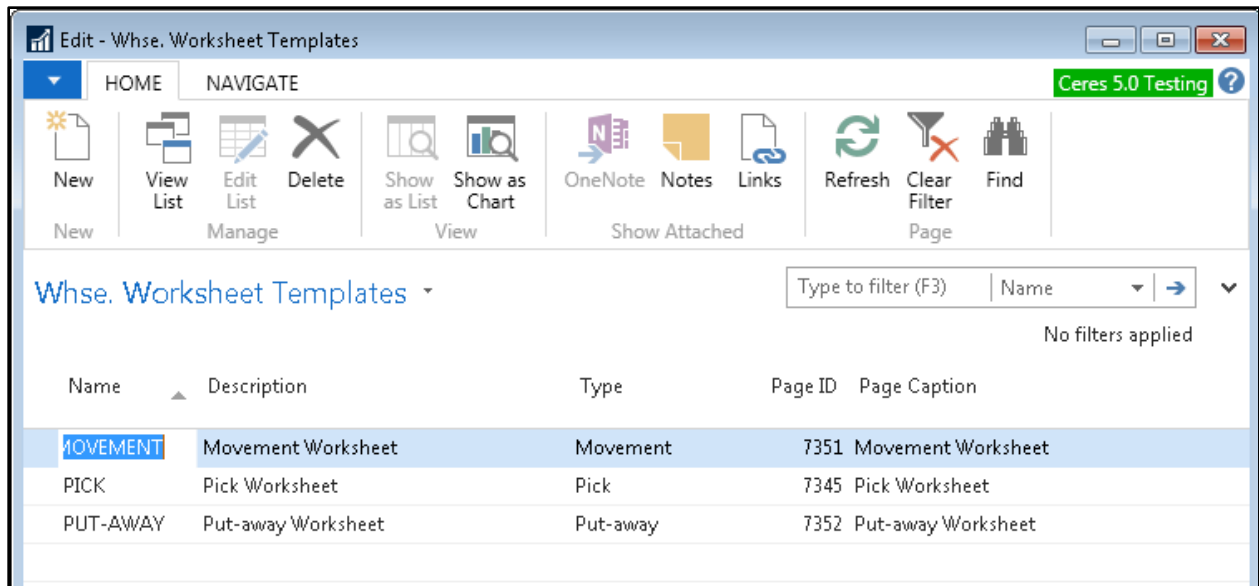 Edit - Whse. Worksheet Templates
HOME NAVIGATE Ceres 5.0 Testing ?
New View List Edit List Delete Show as List Show as Chart OneNote Notes Links Refresh Clear Filter Find
New Manage View Show Attached Page
Whse. Worksheet Templates Type to filter (F3) Name
No filters applied
Name Description Type Page ID Page Caption
MOVEMENT Movement Worksheet Movement 7351 Movement Worksheet
PICK Pick Worksheet Pick 7345 Pick Worksheet
PUT-AWAY Put-away Worksheet Put-away 7352 Put-away Worksheet